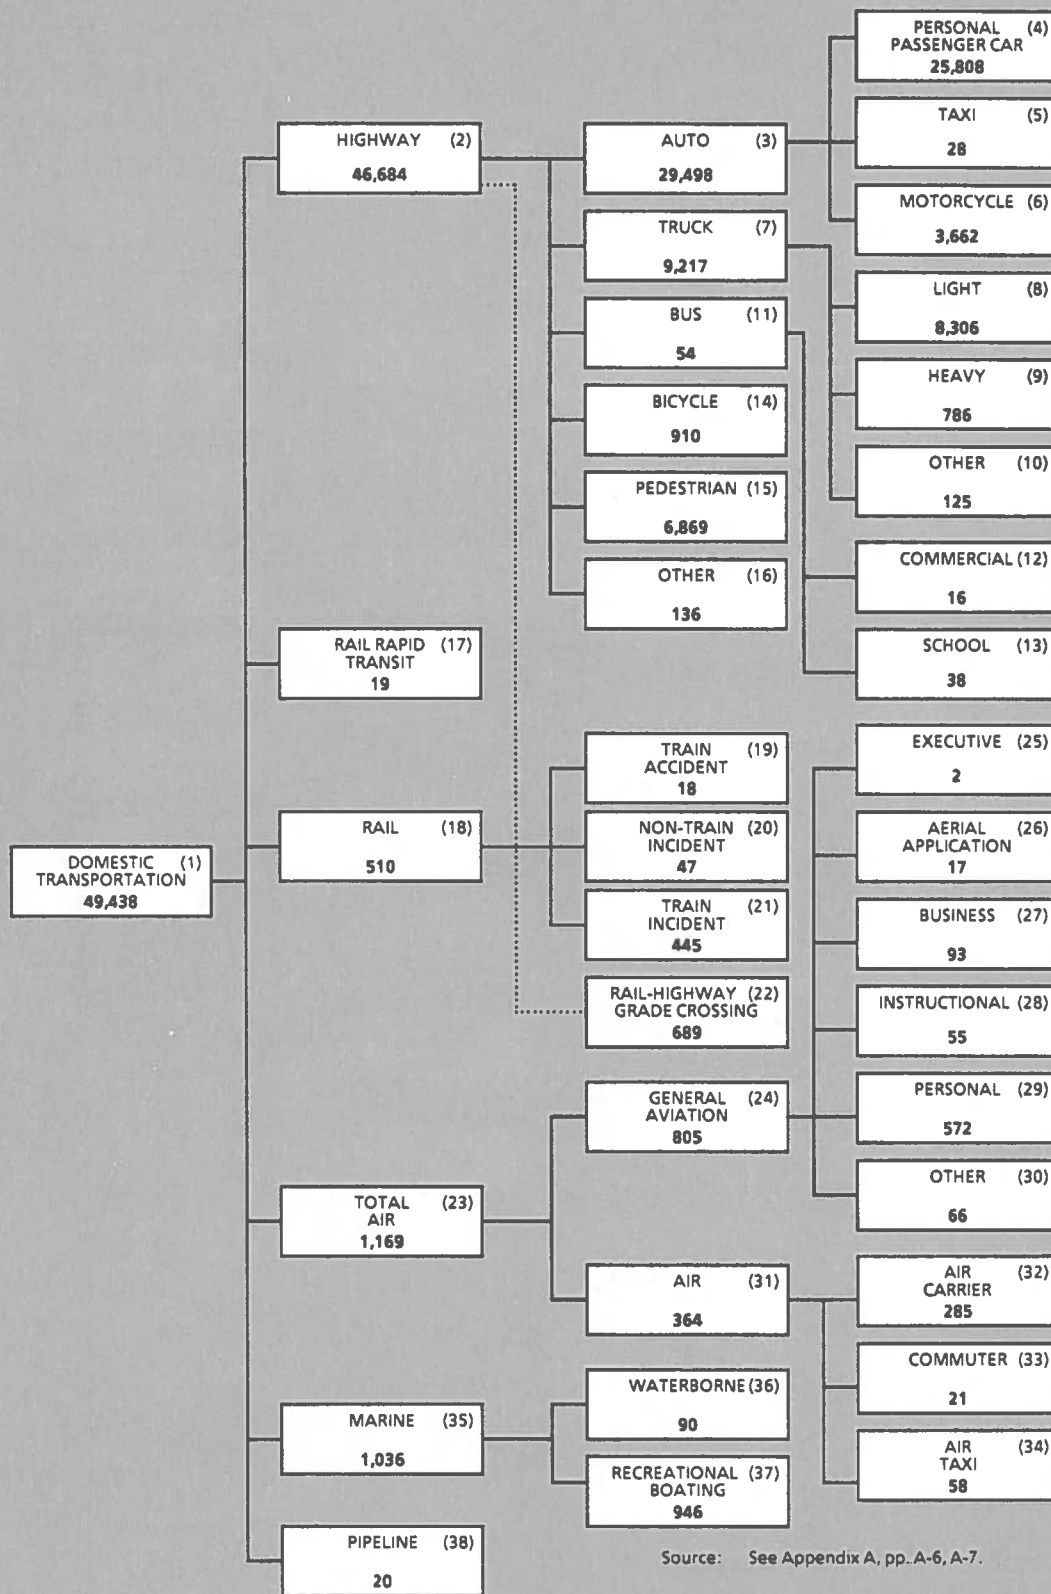 DOMESTIC (1)
TRANSPORTATION
49,438
HIGHWAY (2)
46,684
RAIL RAPID (17)
TRANSIT
19
RAIL (18)
510
TOTAL (23)
AIR
1,169
MARINE (35)
1,036
PIPELINE (38)
20
AUTO (3)
29,498
TRUCK (7)
9,217
BUS (11)
54
BICYCLE (14)
910
PEDESTRIAN (15)
6,869
OTHER (16)
136
TRAIN (19)
ACCIDENT
18
NON-TRAIN (20)
INCIDENT
47
TRAIN (21)
INCIDENT
445
RAIL-HIGHWAY (22)
GRADE CROSSING
689
GENERAL (24)
AVIATION
805
AIR (31)
364
WATERBORNE (36)
90
RECREATIONAL (37)
BOATING
946
PERSONAL (4)
PASSENGER CAR
25,808
TAXI (5)
28
MOTORCYCLE (6)
3,662
LIGHT (8)
8,306
HEAVY (9)
786
OTHER (10)
125
COMMERCIAL (12)
16
SCHOOL (13)
38
EXECUTIVE (25)
2
AERIAL (26)
APPLICATION
17
BUSINESS (27)
93
INSTRUCTIONAL (28)
55
PERSONAL (29)
572
OTHER (30)
66
AIR (32)
CARRIER
285
COMMUTER (33)
21
AIR (34)
TAXI
58
Source: See Appendix A, pp. A-6, A-7.